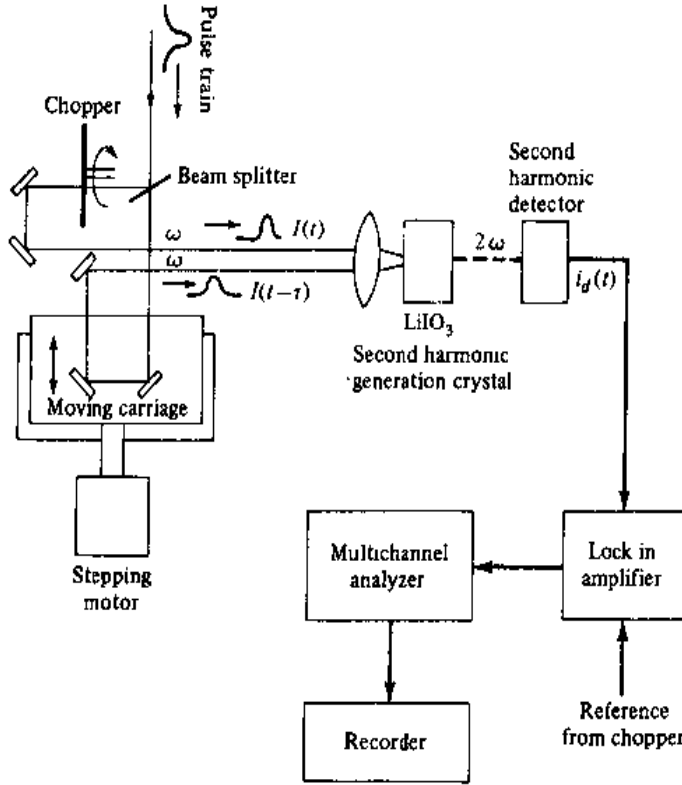 Pulse train
Chopper
Beam splitter
Second
harmonic
detector
ω
I(t)
ω
I(t−τ)
2ω
i_d(t)
LiIO₃
Second harmonic
generation crystal
Moving carriage
Stepping
motor
Multichannel
analyzer
Lock in
amplifier
Recorder
Reference
from chopper